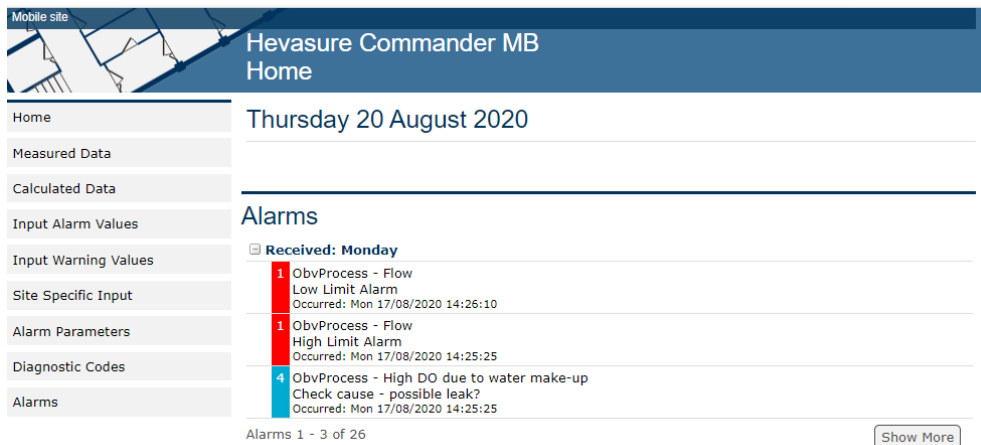 Mobile site
Hevasure Commander MB
Home
Home
Measured Data
Calculated Data
Input Alarm Values
Input Warning Values
Site Specific Input
Alarm Parameters
Diagnostic Codes
Alarms
Thursday 20 August 2020
Alarms
Received: Monday
1 ObvProcess - Flow
Low Limit Alarm
Occurred: Mon 17/08/2020 14:26:10
1 ObvProcess - Flow
High Limit Alarm
Occurred: Mon 17/08/2020 14:25:25
4 ObvProcess - High DO due to water make-up
Check cause - possible leak?
Occurred: Mon 17/08/2020 14:25:25
Alarms 1 - 3 of 26
Show More